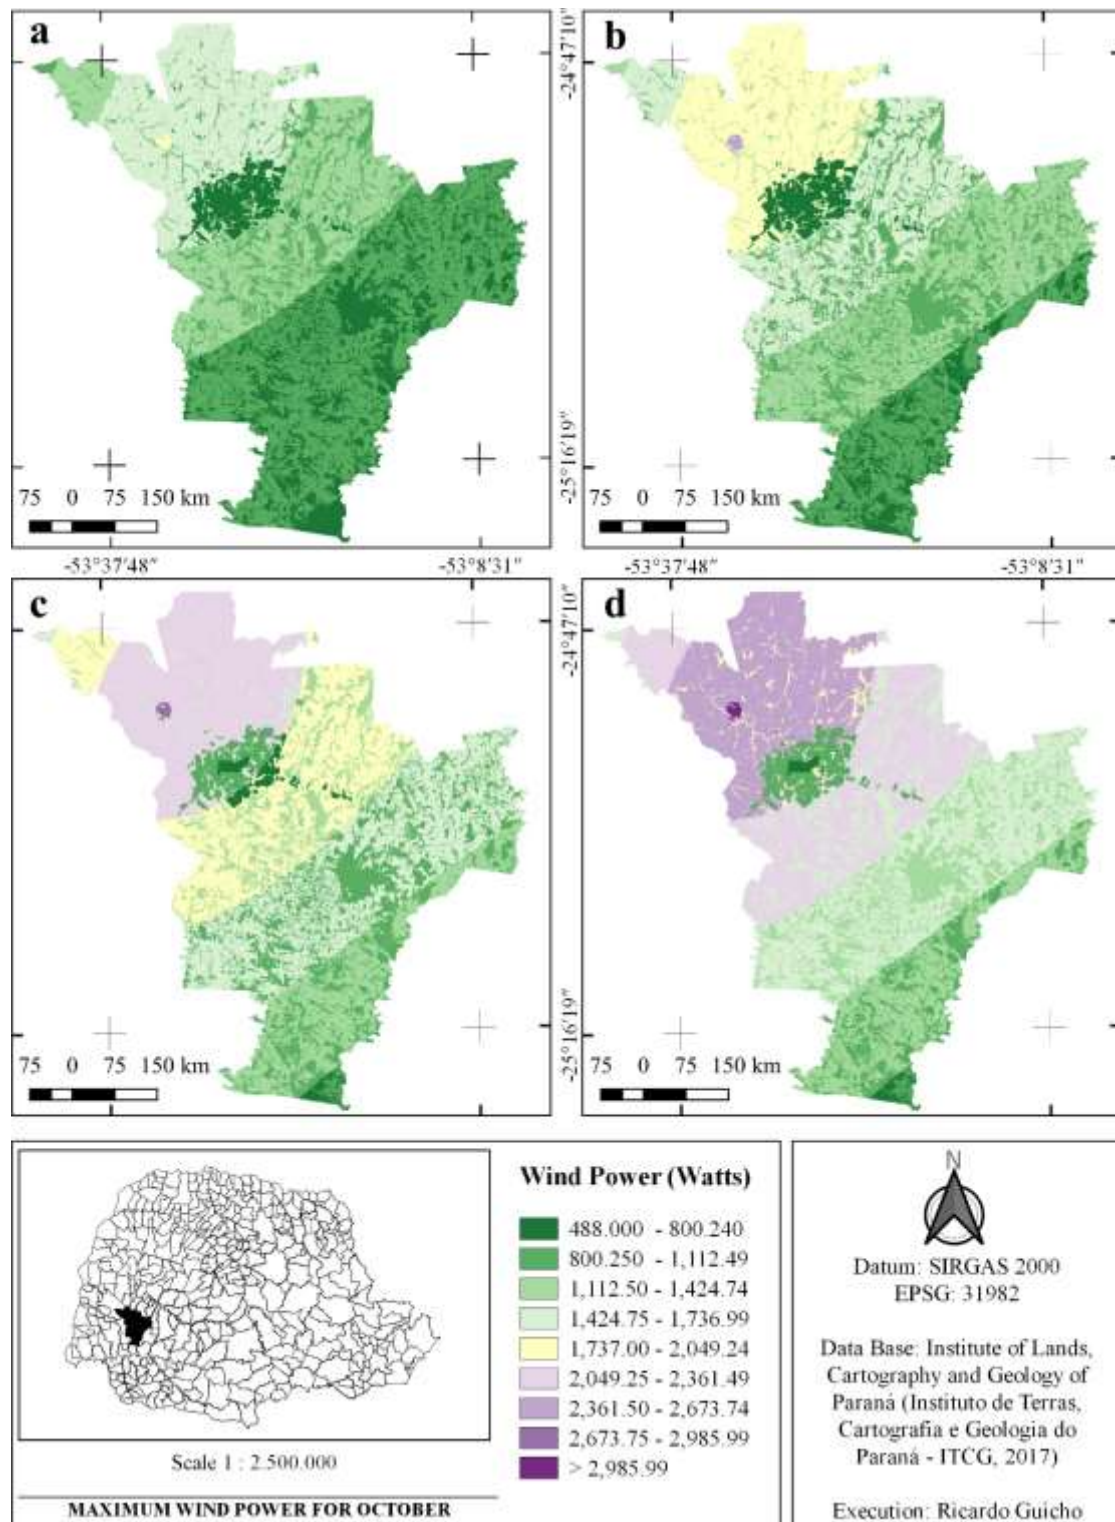 a
b
-24°47'10"
-25°16'19"
75 0 75 150 km
75 0 75 150 km
-53°37'48"
-53°8'31"
-53°37'48"
-53°8'31"
c
d
-24°47'10"
-25°16'19"
75 0 75 150 km
75 0 75 150 km
Wind Power (Watts)
488.000 - 800.240
800.250 - 1,112.49
1,112.50 - 1,424.74
1,424.75 - 1,736.99
1,737.00 - 2,049.24
2,049.25 - 2,361.49
2,361.50 - 2,673.74
2,673.75 - 2,985.99
> 2,985.99
Scale 1 : 2.500.000
MAXIMUM WIND POWER FOR OCTOBER
N
Datum: SIRGAS 2000
EPSG: 31982
Data Base: Institute of Lands,
Cartography and Geology of
Paraná (Instituto de Terras,
Cartografia e Geologia do
Paraná - ITCG, 2017)
Execution: Ricardo Guicho